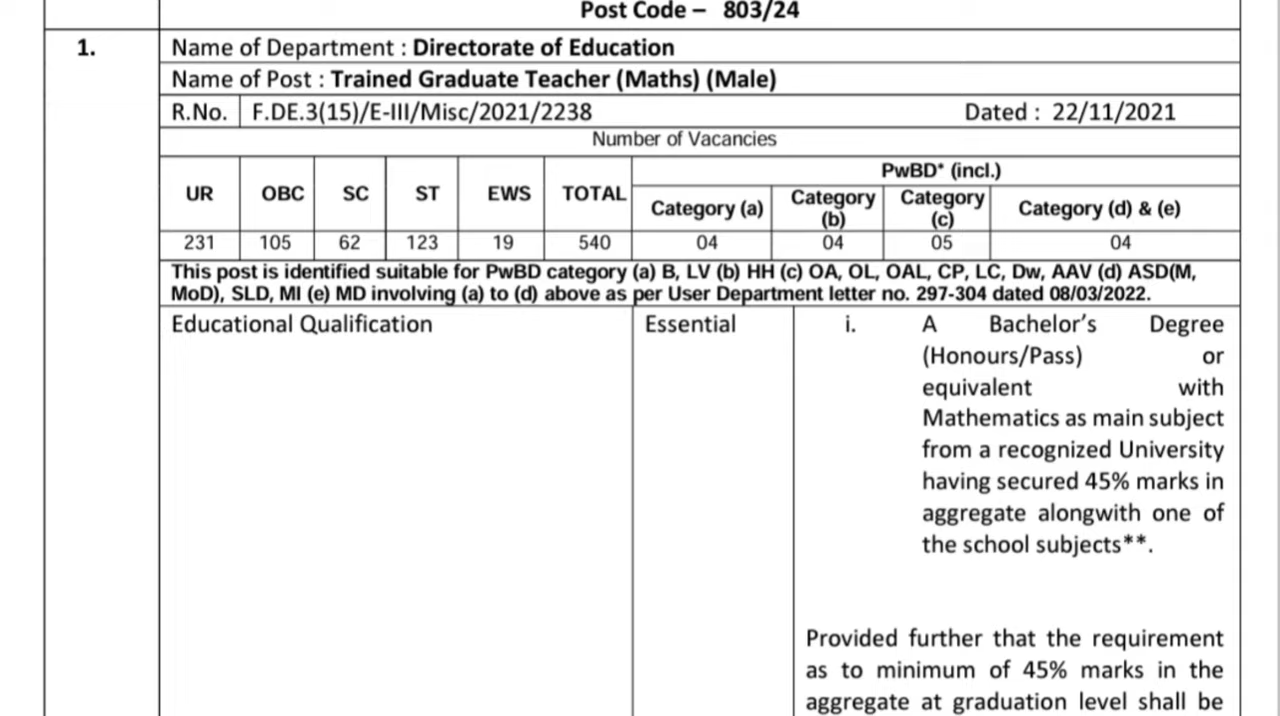 Post Code – 803/24
1.
Name of Department : Directorate of Education
Name of Post : Trained Graduate Teacher (Maths) (Male)
R.No. F.DE.3(15)/E-III/Misc/2021/2238 Dated : 22/11/2021
Number of Vacancies
UR OBC SC ST EWS TOTAL PwBD* (incl.)
Category (a) Category (b) Category (c) Category (d) & (e)
231 105 62 123 19 540 04 04 05 04
This post is identified suitable for PwBD category (a) B, LV (b) HH (c) OA, OL, OAL, CP, LC, Dw, AAV (d) ASD(M,
MoD), SLD, MI (e) MD involving (a) to (d) above as per User Department letter no. 297-304 dated 08/03/2022.
Educational Qualification Essential i. A Bachelor’s Degree
(Honours/Pass) or
equivalent with
Mathematics as main subject
from a recognized University
having secured 45% marks in
aggregate alongwith one of
the school subjects**.
Provided further that the requirement
as to minimum of 45% marks in the
aggregate at graduation level shall be